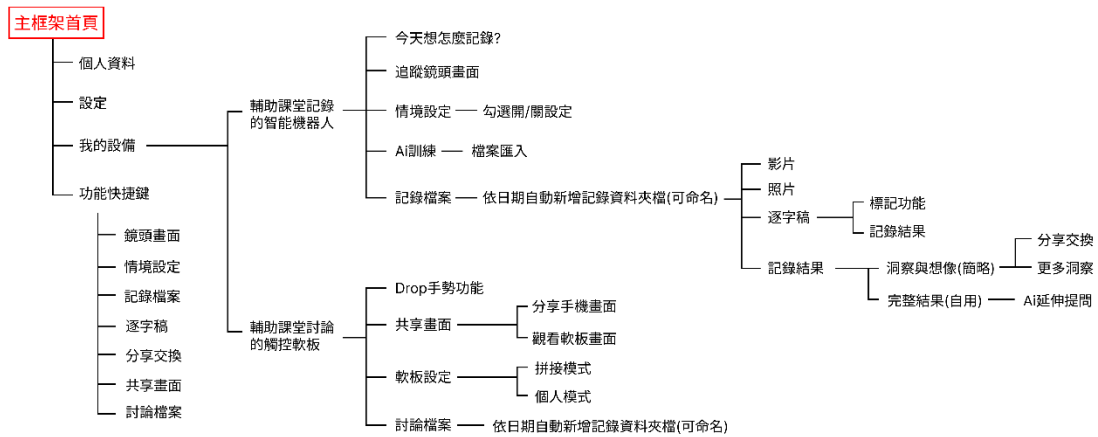 主框架首頁
個人資料
設定
我的設備
功能快捷鍵
鏡頭畫面
情境設定
記錄檔案
逐字稿
分享交換
共享畫面
討論檔案
輔助課堂記錄
的智能機器人
今天想怎麼記錄?
追蹤鏡頭畫面
情境設定
勾選開/關設定
Ai訓練
檔案匯入
記錄檔案
依日期自動新增記錄資料夾檔(可命名)
影片
照片
逐字稿
標記功能
記錄結果
記錄結果
洞察與想像(簡略)
分享交換
更多洞察
完整結果(自用)
Ai延伸提問
輔助課堂討論
的觸控軟板
Drop手勢功能
共享畫面
分享手機畫面
觀看軟板畫面
軟板設定
拼接模式
個人模式
討論檔案
依日期自動新增記錄資料夾檔(可命名)